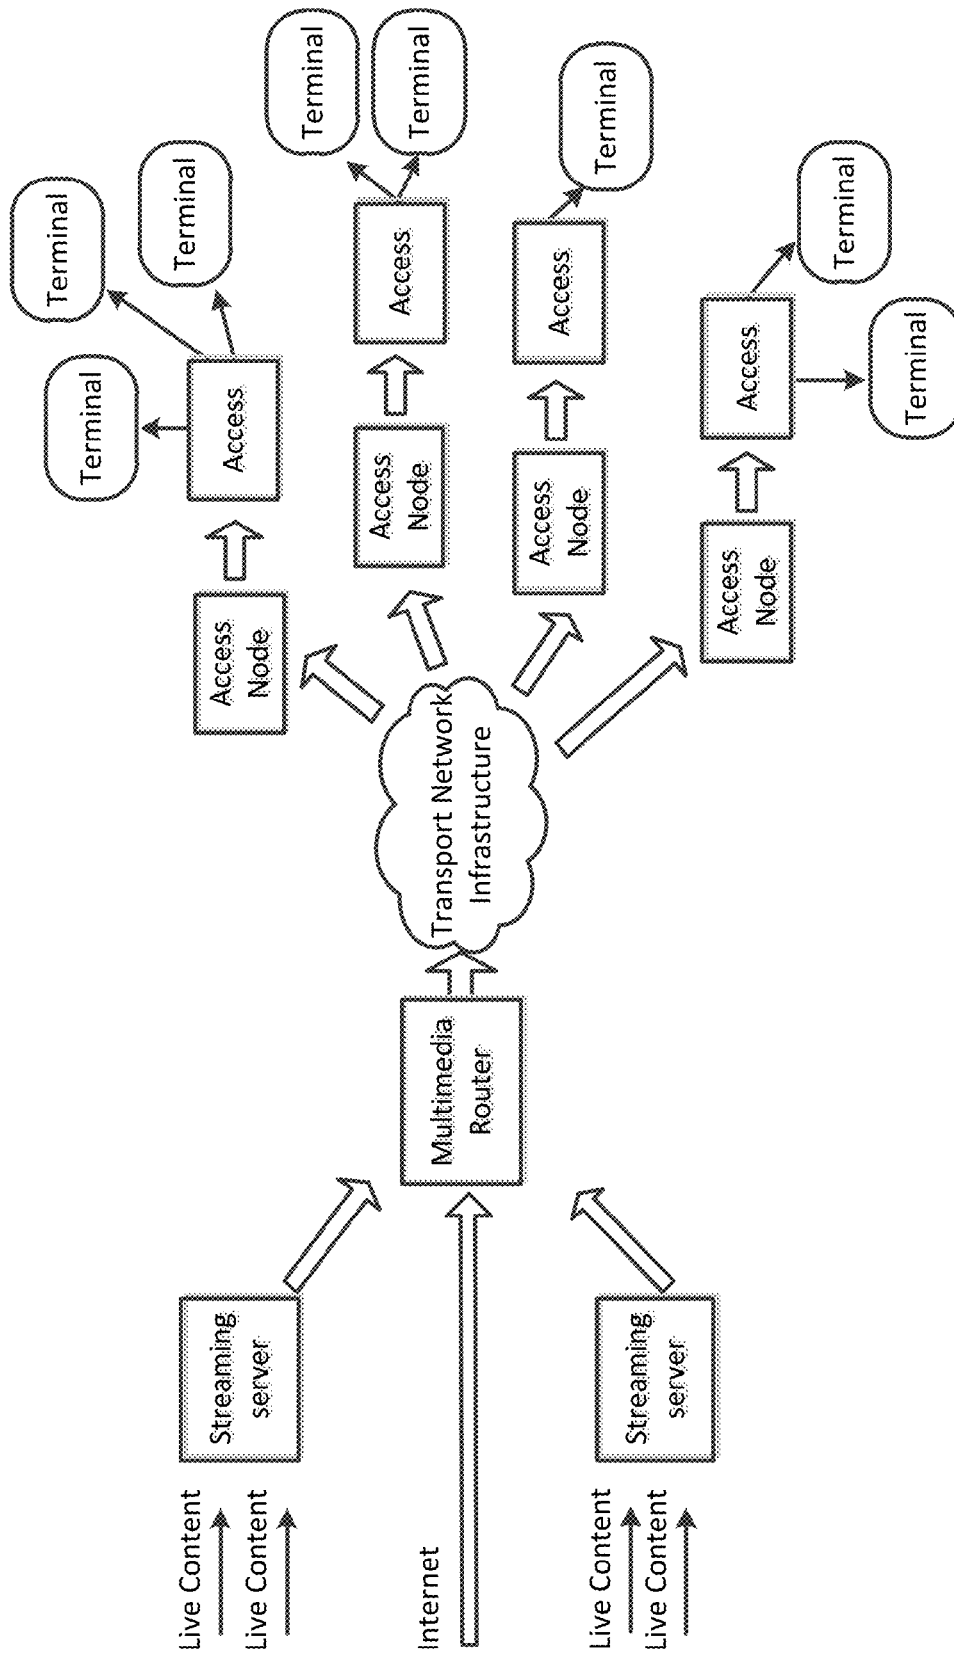 Live Content
Live Content
Internet
Live Content
Live Content
Streaming
server
Streaming
server
Multimedia
Router
Transport Network
Infrastructure
Access
Node
Access
Node
Access
Node
Access
Node
Access
Access
Access
Access
Terminal
Terminal
Terminal
Terminal
Terminal
Terminal
Terminal
Terminal